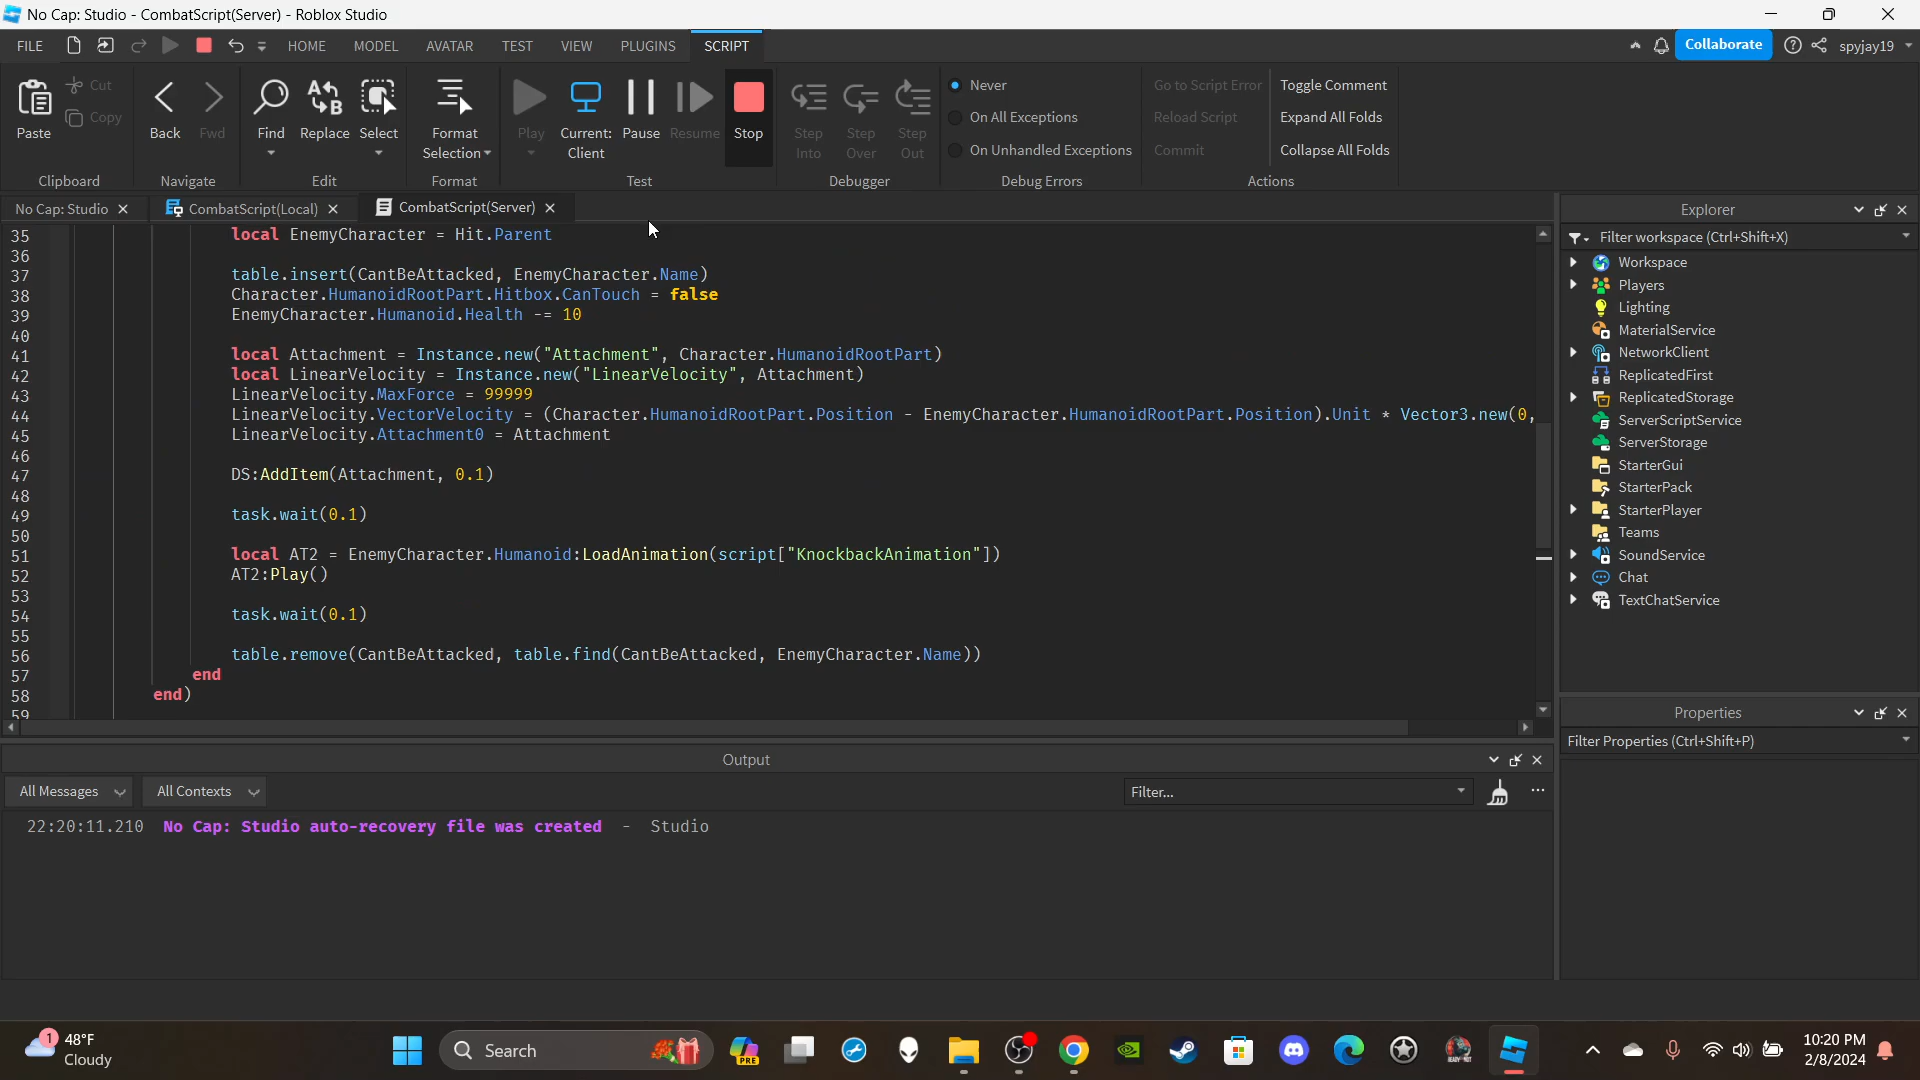 No Cap: Studio - CombatScript(Server) - Roblox Studio
FILE HOME MODEL AVATAR TEST VIEW PLUGINS SCRIPT Collaborate spyjay19
Paste Cut Copy Back Fwd Find Replace Select Format Selection Play Current: Client Pause Resume Stop Step Into Step Over Step Out
Never
On All Exceptions
On Unhandled Exceptions
Go to Script Error
Reload Script
Commit
Toggle Comment
Expand All Folds
Collapse All Folds
Clipboard Navigate Edit Format Test Debugger Debug Errors Actions
No Cap: Studio CombatScript(Local) CombatScript(Server)
35 local EnemyCharacter = Hit.Parent
36
37 table.insert(CantBeAttacked, EnemyCharacter.Name)
38 Character.HumanoidRootPart.Hitbox.CanTouch = false
39 EnemyCharacter.Humanoid.Health -= 10
40
41 local Attachment = Instance.new("Attachment", Character.HumanoidRootPart)
42 local LinearVelocity = Instance.new("LinearVelocity", Attachment)
43 LinearVelocity.MaxForce = 99999
44 LinearVelocity.VectorVelocity = (Character.HumanoidRootPart.Position - EnemyCharacter.HumanoidRootPart.Position).Unit * Vector3.new(0,
45 LinearVelocity.Attachment0 = Attachment
46
47 DS:AddItem(Attachment, 0.1)
48
49 task.wait(0.1)
50
51 local AT2 = EnemyCharacter.Humanoid:LoadAnimation(script["KnockbackAnimation"])
52 AT2:Play()
53
54 task.wait(0.1)
55
56 table.remove(CantBeAttacked, table.find(CantBeAttacked, EnemyCharacter.Name))
57 end
58 end)
59
Explorer
Filter workspace (Ctrl+Shift+X)
Workspace
Players
Lighting
MaterialService
NetworkClient
ReplicatedFirst
ReplicatedStorage
ServerScriptService
ServerStorage
StarterGui
StarterPack
StarterPlayer
Teams
SoundService
Chat
TextChatService
Properties
Filter Properties (Ctrl+Shift+P)
Output
All Messages All Contexts Filter...
22:20:11.210 No Cap: Studio auto-recovery file was created - Studio
1 48°F
Cloudy
Search
PRE
10:20 PM
2/8/2024